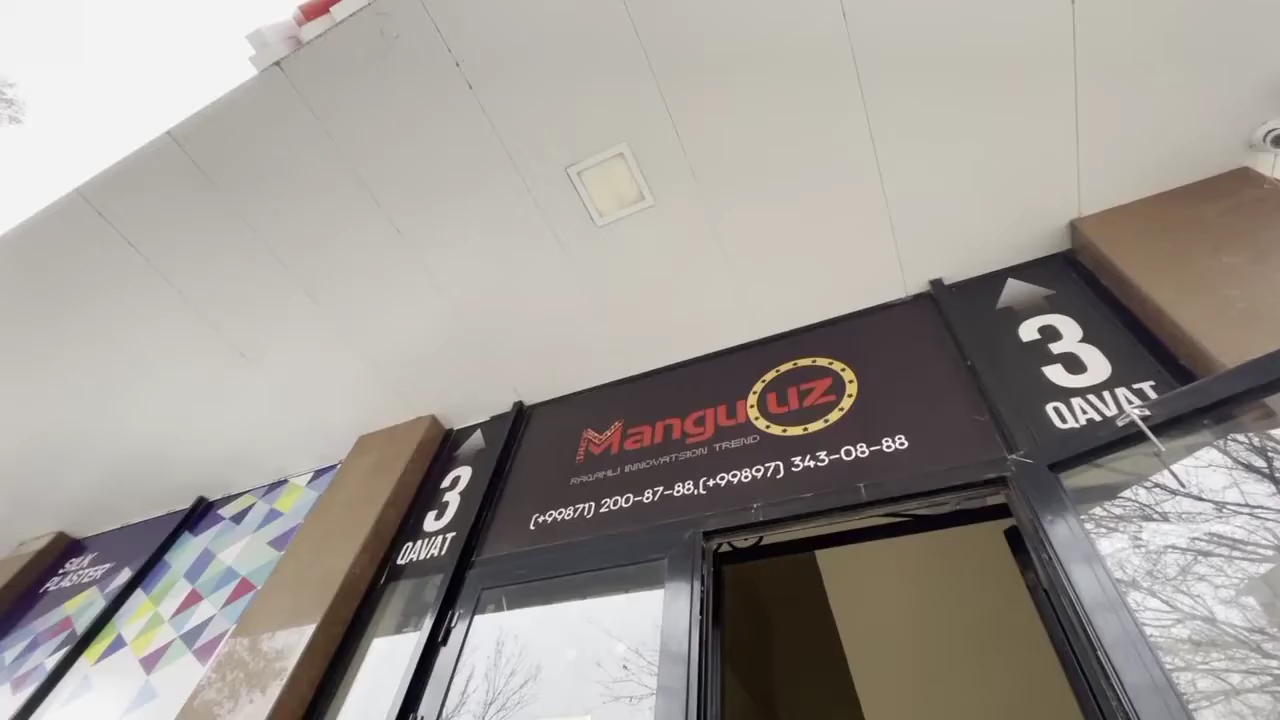 SILK
PLASTER
3
QAVAT
Mangu uz
RAQAMLI INNOVATSION TREND
(+99871) 200-87-88,(+99897) 343-08-88
3
QAVAT